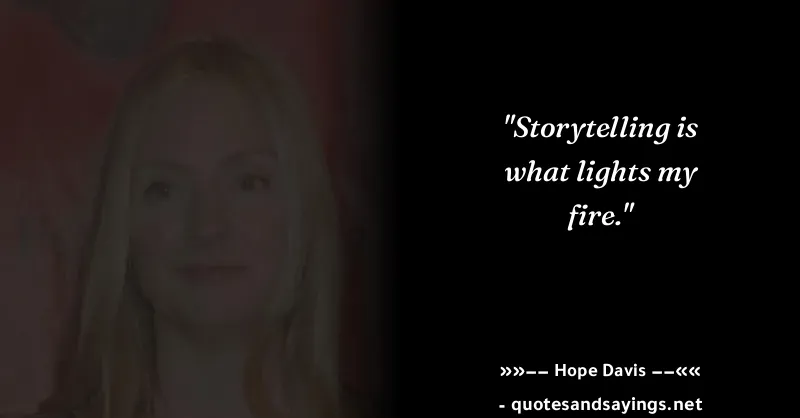 "Storytelling is
what lights my
fire."
»»—— Hope Davis ——««
- quotesandsayings.net